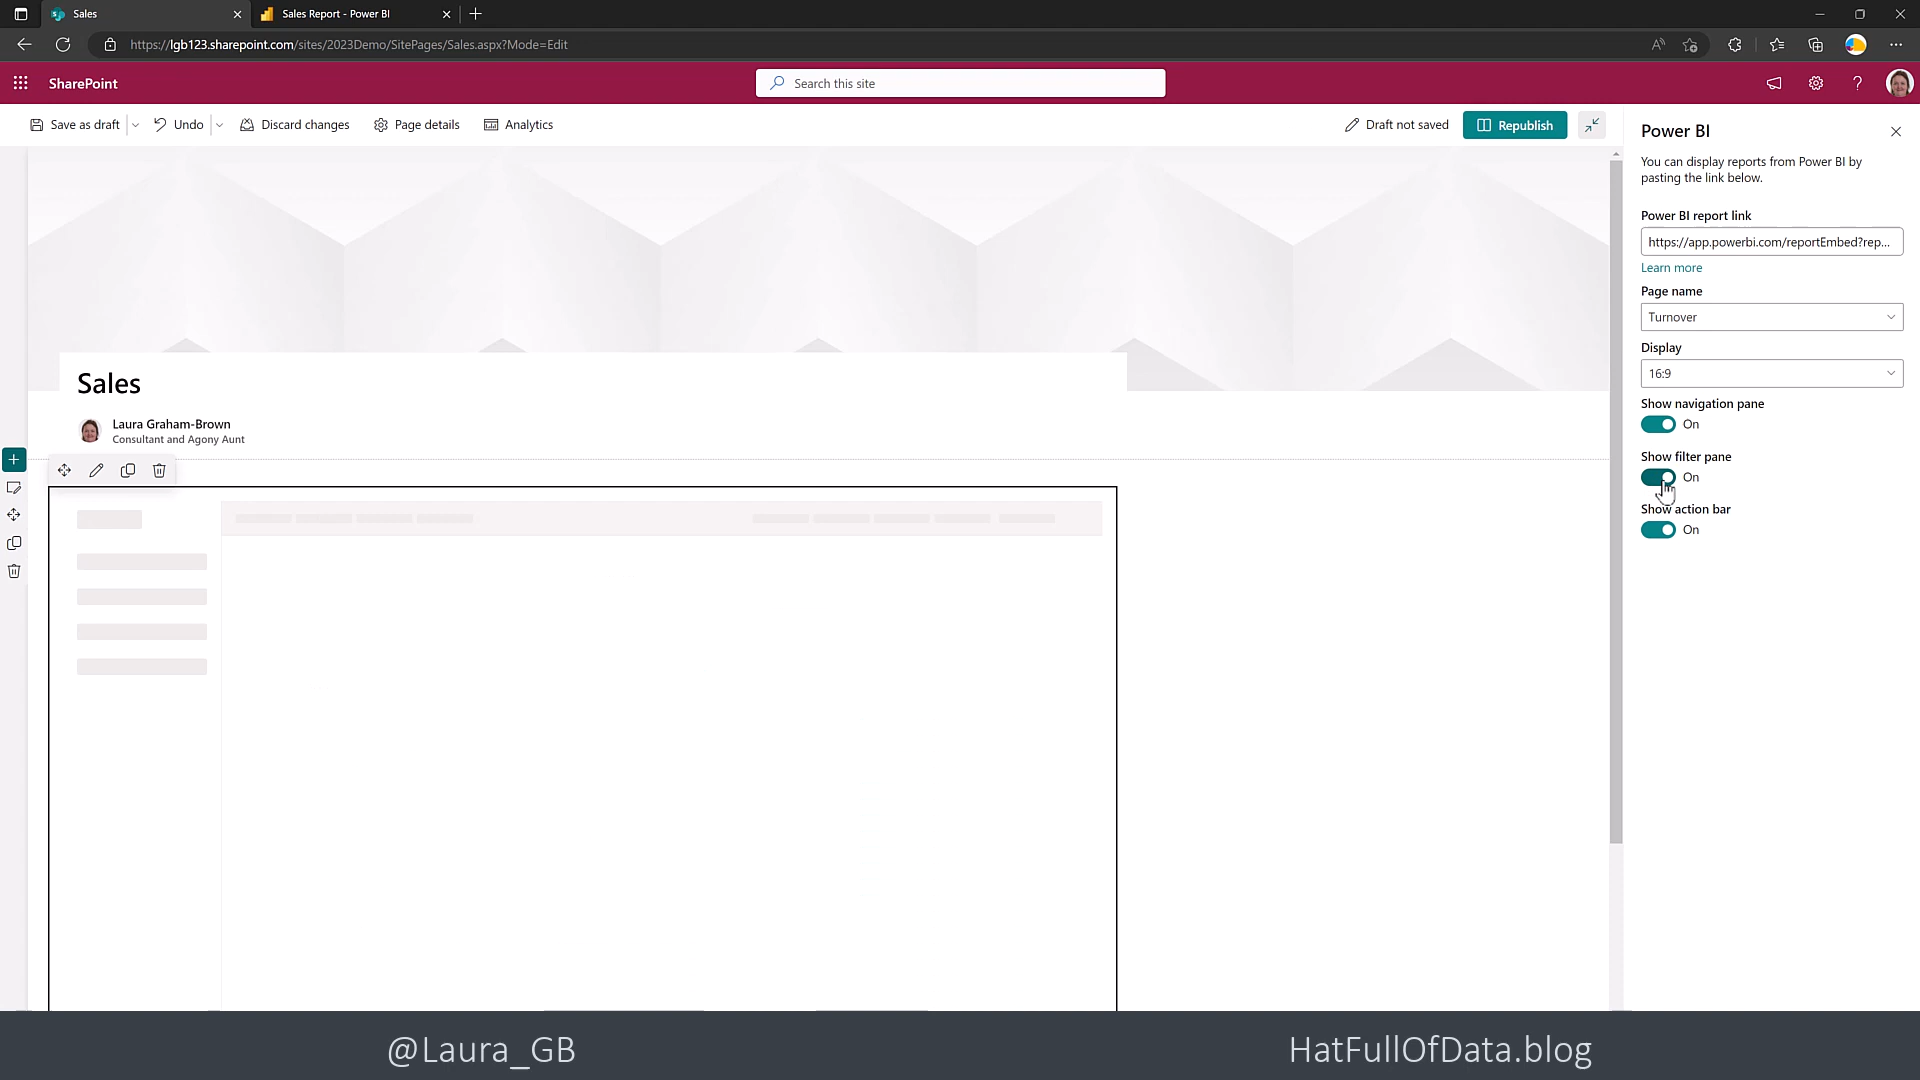 Sales
Sales Report - Power BI
https://lgb123.sharepoint.com/sites/2023Demo/SitePages/Sales.aspx?Mode=Edit
SharePoint
Search this site
Save as draft
Undo
Discard changes
Page details
Analytics
Draft not saved
Republish
Power BI
You can display reports from Power BI by
pasting the link below.
Power BI report link
https://app.powerbi.com/reportEmbed?rep...
Learn more
Page name
Turnover
Display
16:9
Show navigation pane
On
Show filter pane
On
Show action bar
On
Sales
Laura Graham-Brown
Consultant and Agony Aunt
@Laura_GB
HatFullOfData.blog